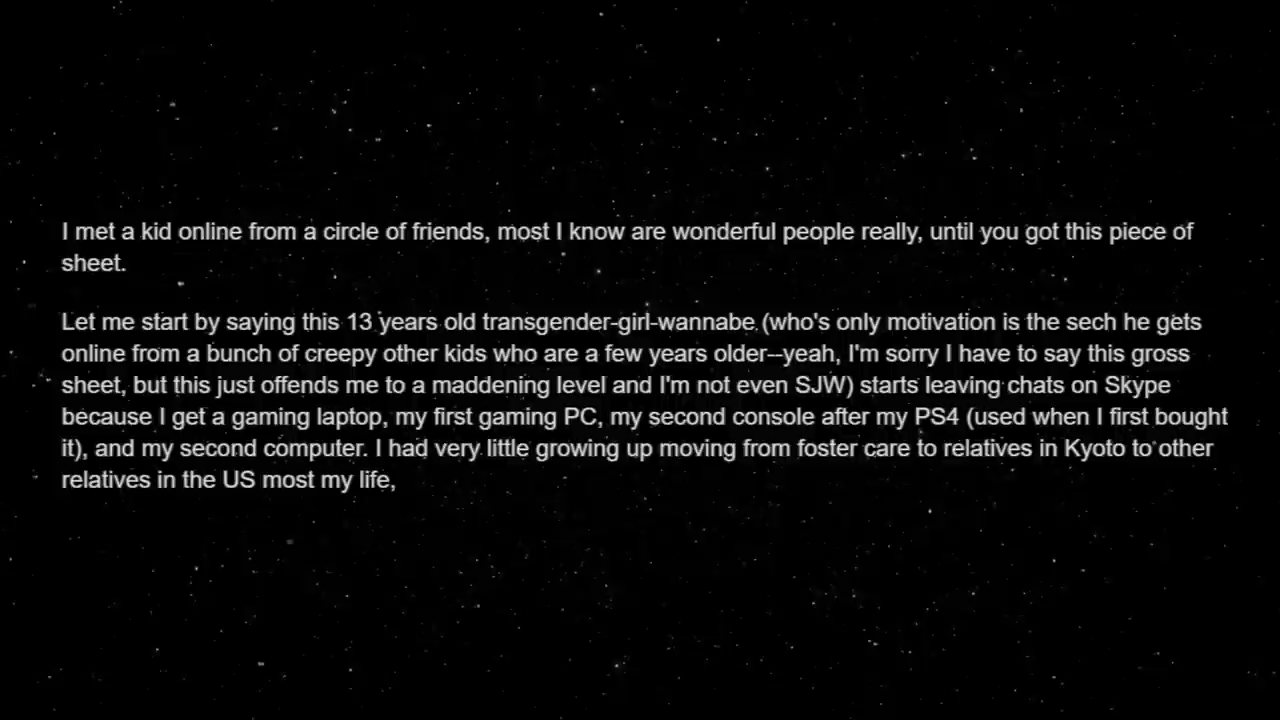 I met a kid online from a circle of friends, most I know are wonderful people really, until you got this piece of
sheet.
Let me start by saying this 13 years old transgender-girl-wannabe (who's only motivation is the sech he gets
online from a bunch of creepy other kids who are a few years older--yeah, I'm sorry I have to say this gross
sheet, but this just offends me to a maddening level and I'm not even SJW) starts leaving chats on Skype
because I get a gaming laptop, my first gaming PC, my second console after my PS4 (used when I first bought
it), and my second computer. I had very little growing up moving from foster care to relatives in Kyoto to other
relatives in the US most my life,